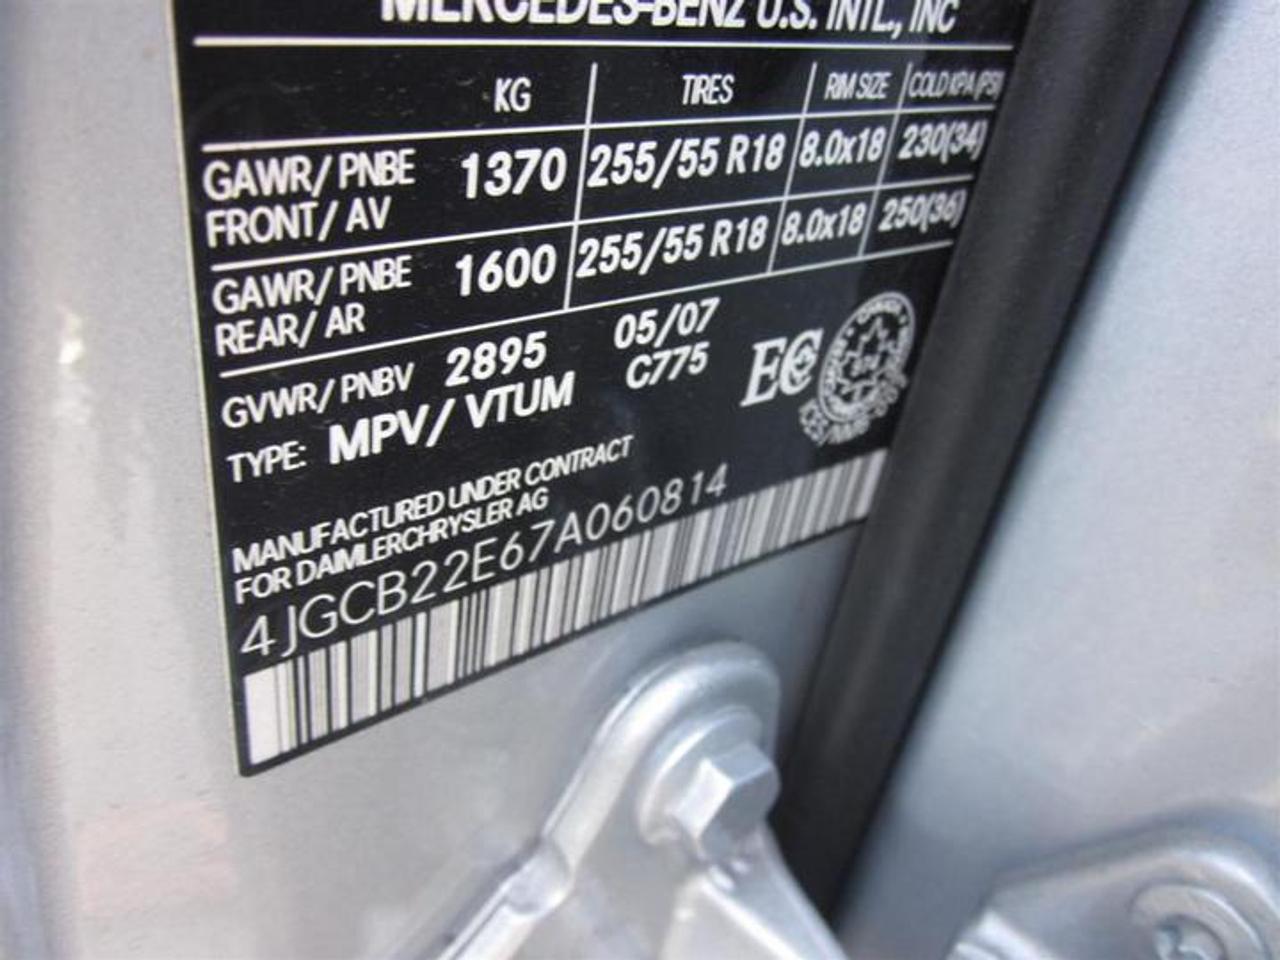 MERCEDES-BENZ U.S. INTL., INC
KG TIRES RIM SIZE COLD KPA (PSI)
GAWR/PNBE FRONT/AV 1370 255/55 R18 8.0x18 230(34)
GAWR/PNBE REAR/AR 1600 255/55 R18 8.0x18 250(36)
GVWR/PNBV 2895 05/07
TYPE: MPV/VTUM C775
EC
MANUFACTURED UNDER CONTRACT
FOR DAIMLERCHRYSLER AG
4JGCB22E67A060814